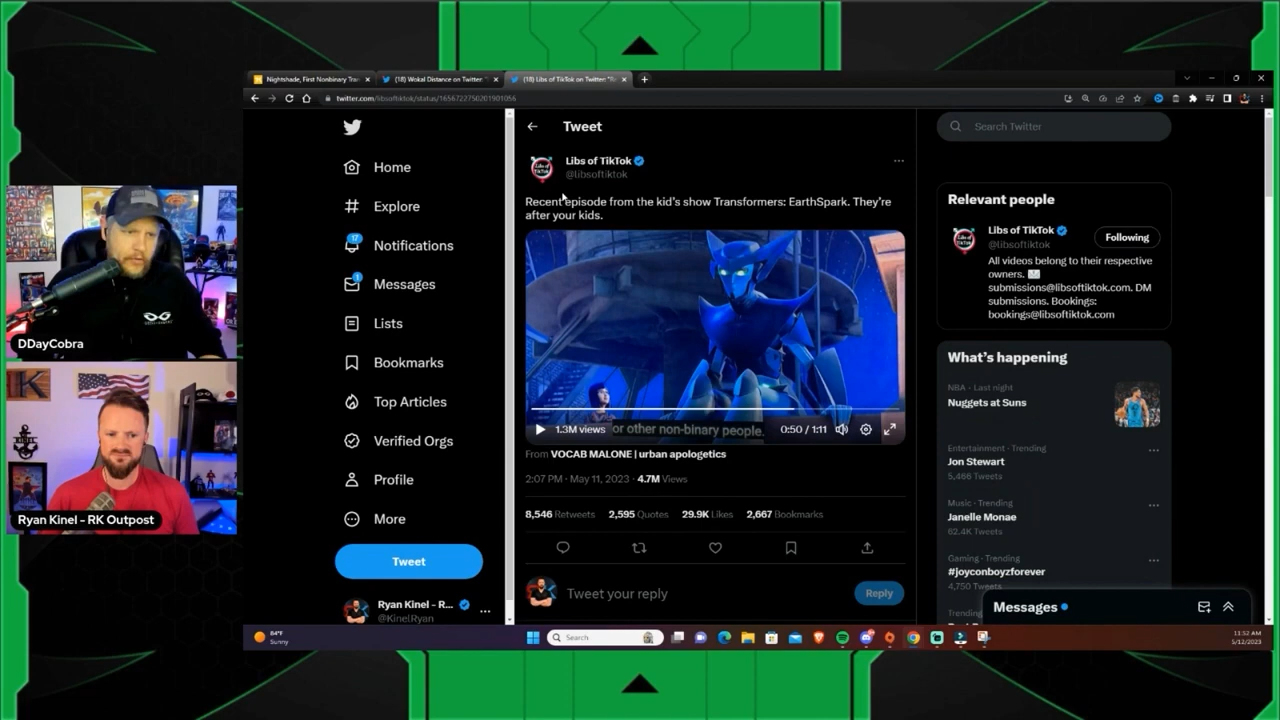 Nightshade, First Nonbinary Tra
(18) Wokal Distance on Twitter: "
(18) Libs of TikTok on Twitter: "Re
twitter.com/libsoftiktok/status/1656722750201901056
Home
Explore
17
Notifications
1
Messages
Lists
Bookmarks
Top Articles
Verified Orgs
Profile
More
Tweet
Ryan Kinel - R...
@KinelRyan
Tweet
Libs of TikTok
@libsoftiktok
Recent episode from the kid's show Transformers: EarthSpark. They're
after your kids.
or other non-binary people.
1.3M views
0:50 / 1:11
From VOCAB MALONE | urban apologetics
2:07 PM · May 11, 2023 · 4.7M Views
8,546 Retweets 2,595 Quotes 29.9K Likes 2,667 Bookmarks
Tweet your reply
Reply
Search Twitter
Relevant people
Libs of TikTok
@libsoftiktok
Following
All videos belong to their respective
owners.
submissions@libsoftiktok.com. DM
submissions. Bookings:
bookings@libsoftiktok.com
What's happening
NBA · Last night
Nuggets at Suns
Entertainment · Trending
Jon Stewart
5,466 Tweets
Music · Trending
Janelle Monae
62.4K Tweets
Gaming · Trending
#joyconboyzforever
4,750 Tweets
Trending
Messages
DDayCobra
Ryan Kinel - RK Outpost
KINEL
84°F
Sunny
Search
11:52 AM
5/12/2023